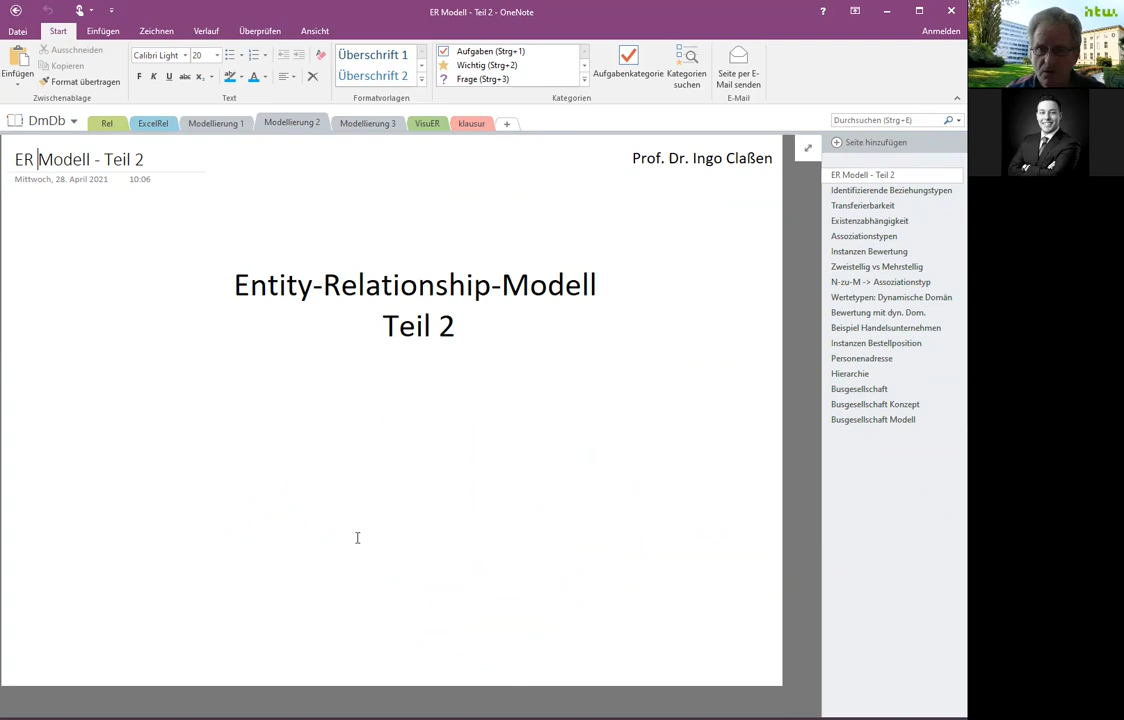 ER Modell - Teil 2 - OneNote
?
Datei Start Einfügen Zeichnen Verlauf Überprüfen Ansicht Anmelden
Einfügen
Ausschneiden
Kopieren
Format übertragen
Zwischenablage
Calibri Light 20
F K U abc x₂
A
Text
Überschrift 1
Überschrift 2
Formatvorlagen
Aufgaben (Strg+1)
Wichtig (Strg+2)
? Frage (Strg+3)
Aufgabenkategorie
Kategorien suchen
Kategorien
Seite per E-
Mail senden
E-Mail
htw
DmDb Rel ExcelRel Modellierung 1 Modellierung 2 Modellierung 3 VisuER klausur +
Durchsuchen (Strg+E)
ER Modell - Teil 2
Mittwoch, 28. April 2021 10:06
Prof. Dr. Ingo Claßen
Entity-Relationship-Modell
Teil 2
Seite hinzufügen
ER Modell - Teil 2
Identifizierende Beziehungstypen
Transferierbarkeit
Existenzabhängigkeit
Assoziationstypen
Instanzen Bewertung
Zweistellig vs Mehrstellig
N-zu-M -> Assoziationstyp
Wertetypen: Dynamische Domän
Bewertung mit dyn. Dom.
Beispiel Handelsunternehmen
Instanzen Bestellposition
Personenadresse
Hierarchie
Busgesellschaft
Busgesellschaft Konzept
Busgesellschaft Modell